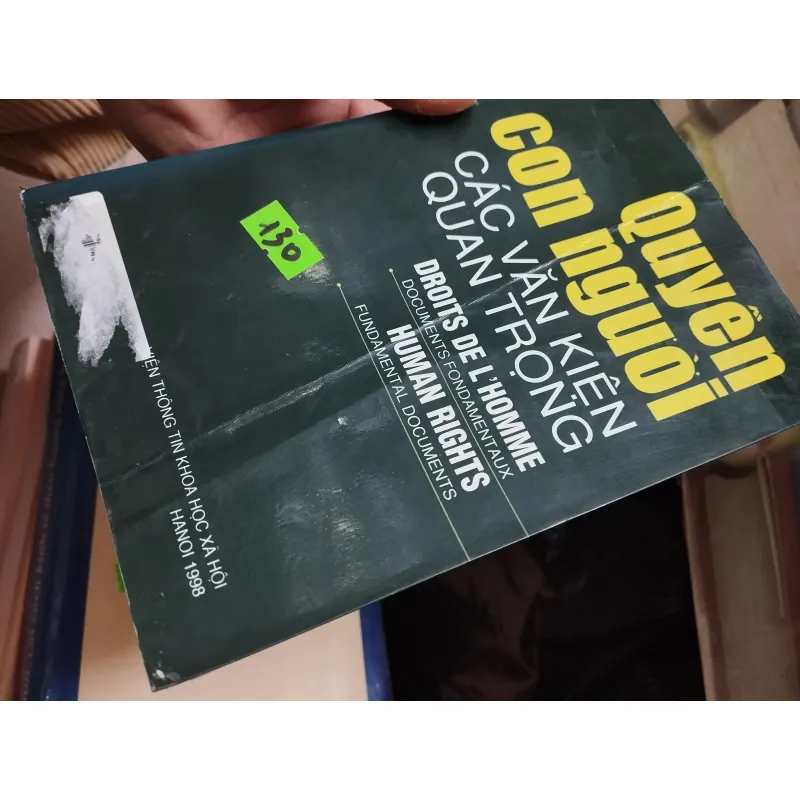 Quyền
con người
CÁC VĂN KIỆN
QUAN TRỌNG
DROITS DE L'HOMME
DOCUMENTS FONDAMENTAUX
HUMAN RIGHTS
FUNDAMENTAL DOCUMENTS
130
VIỆN THÔNG TIN KHOA HỌC XÃ HỘI
HANOI 1998